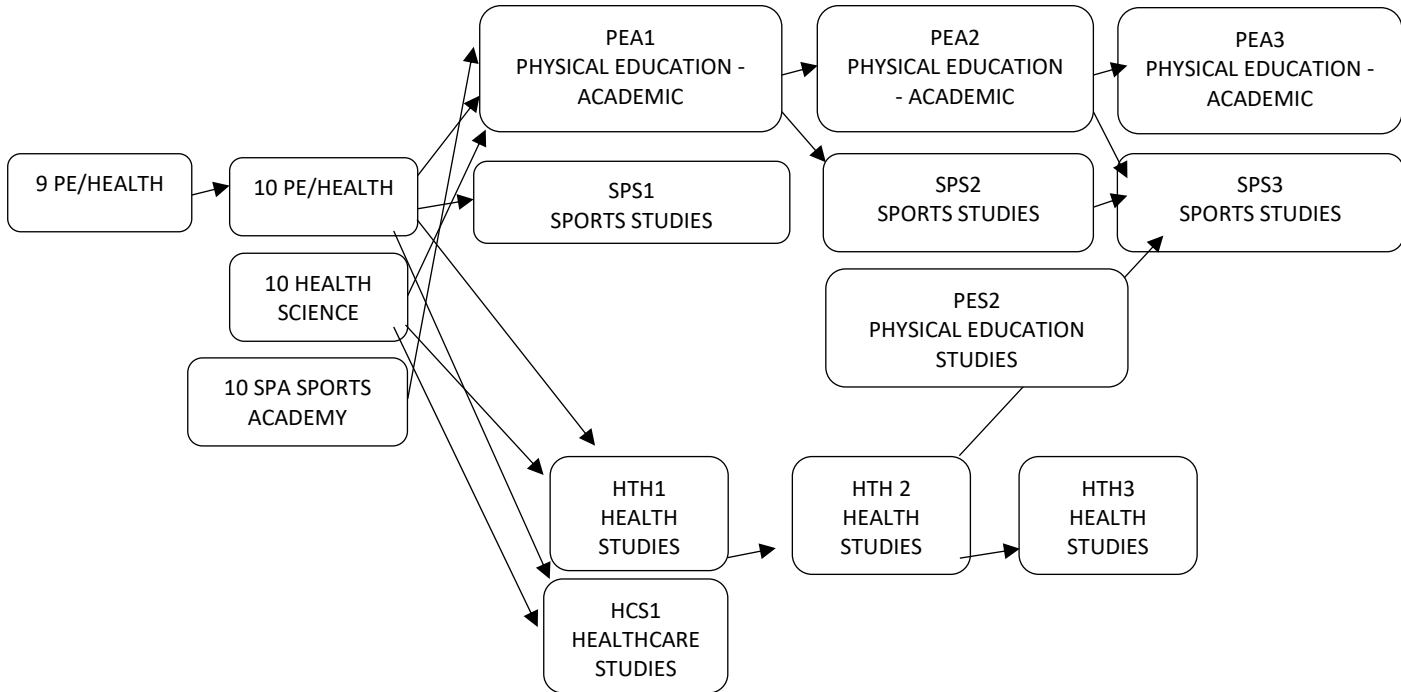 PEA1
PHYSICAL EDUCATION -
ACADEMIC
PEA2
PHYSICAL EDUCATION
- ACADEMIC
PEA3
PHYSICAL EDUCATION -
ACADEMIC
9 PE/HEALTH
10 PE/HEALTH
SPS1
SPORTS STUDIES
SPS2
SPORTS STUDIES
SPS3
SPORTS STUDIES
10 HEALTH
SCIENCE
PES2
PHYSICAL EDUCATION
STUDIES
10 SPA SPORTS
ACADEMY
HTH1
HEALTH
STUDIES
HTH 2
HEALTH
STUDIES
HTH3
HEALTH
STUDIES
HCS1
HEALTHCARE
STUDIES